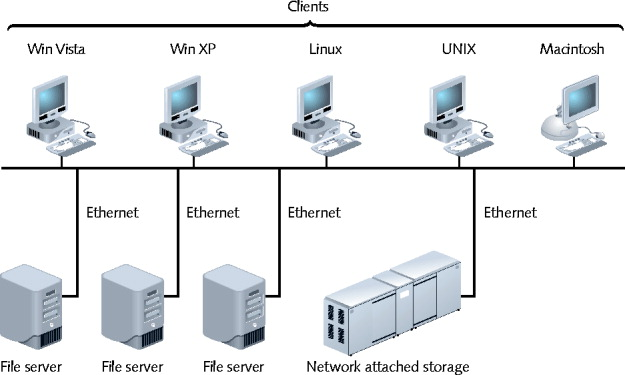 Clients
Win Vista
Win XP
Linux
UNIX
Macintosh
Ethernet
Ethernet
Ethernet
Ethernet
File server
File server
File server
Network attached storage